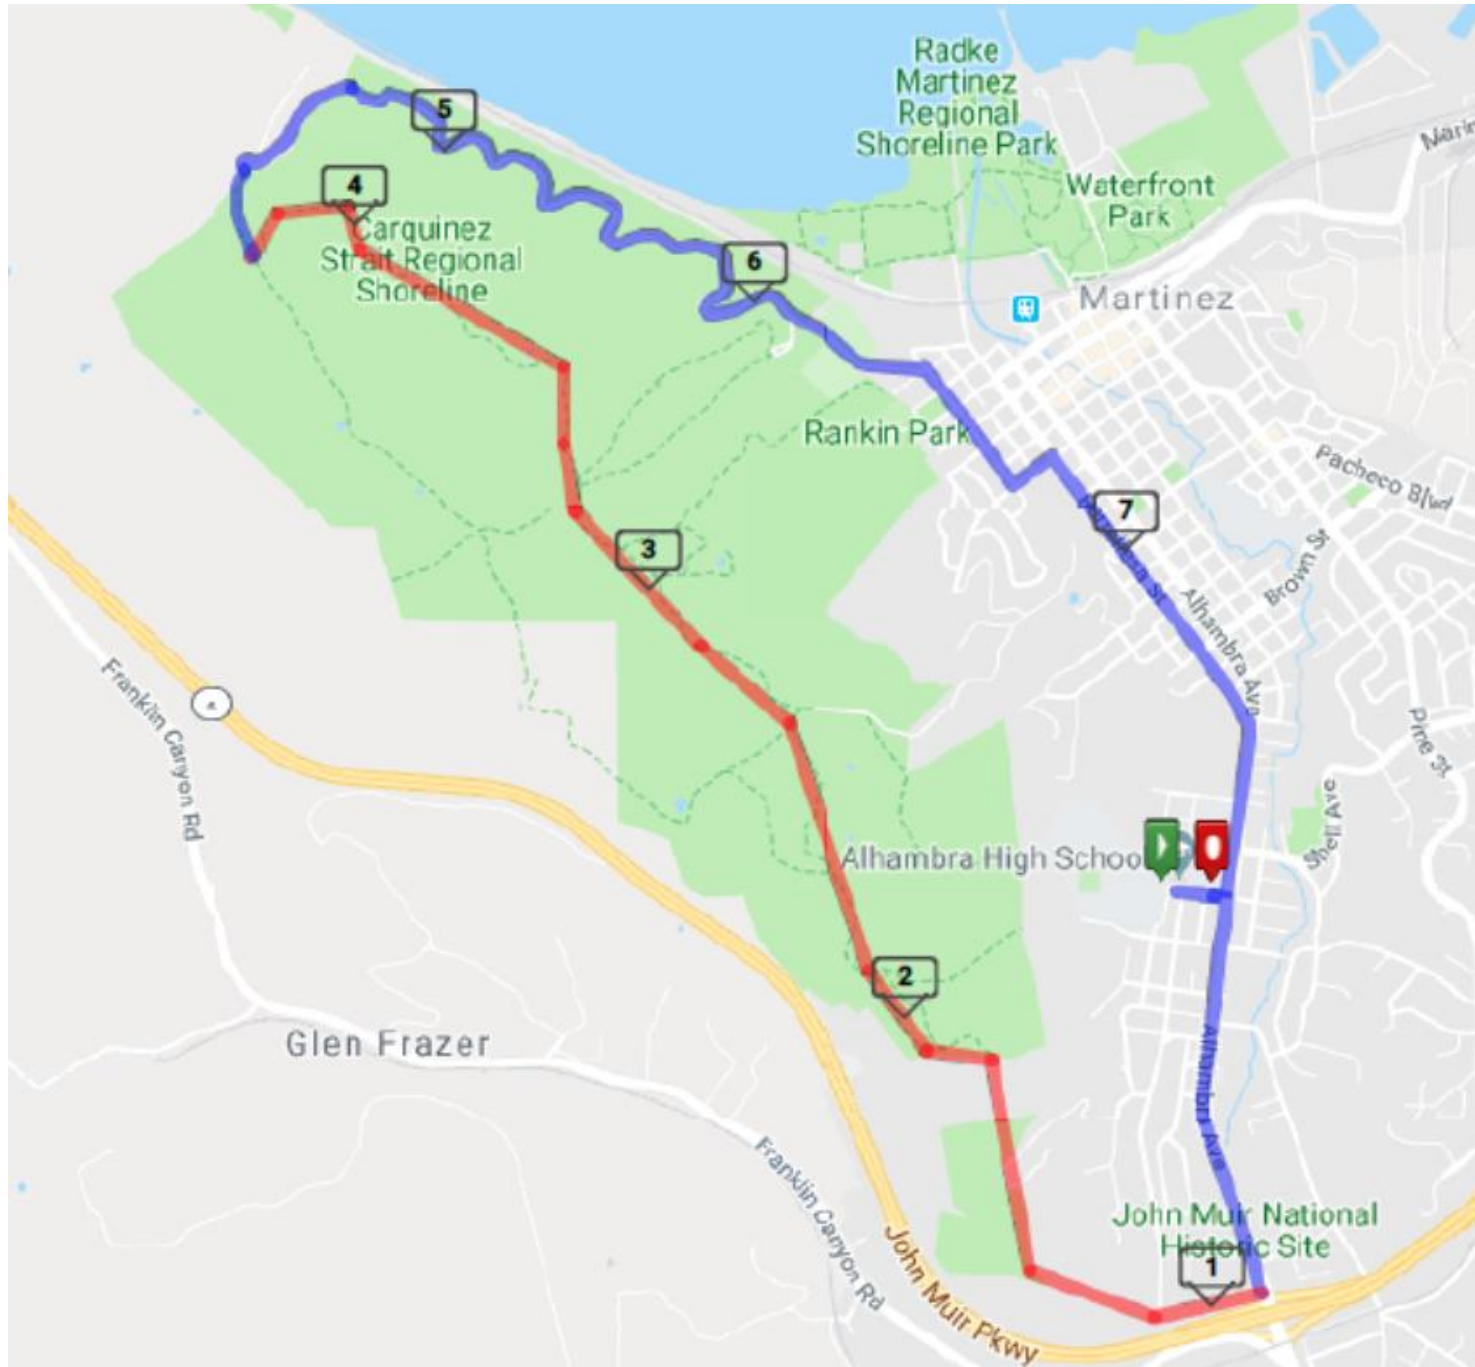 Radke
Martinez
Regional
Shoreline Park
5
Marin
4
Waterfront
Park
Carquinez
Strait Regional
Shoreline
6
Martinez
Rankin Park
Pacheco Blvd
7
Brown St
3
Alhambra Ave
Franklin Canyon Rd
Pine St
Shell Ave
Alhambra High Schoo
2
Glen Frazer
Alhambra Ave
Franklin Canyon Rd
John Muir National
Historic Site
1
John Muir Pkwy